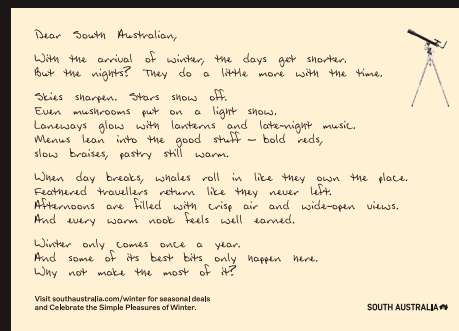 Dear South Australian,
With the arrival of winter, the days get shorter.
But the nights? They do a little more with the time.
Skies sharpen. Stars show off.
Even mushrooms put on a light show.
Laneways glow with lanterns and late-night music.
Menus lean into the good stuff – bold reds,
slow braises, pastry still warm.
When day breaks, whales roll in like they own the place.
Feathered travellers return like they never left.
Afternoons are filled with crisp air and wide-open views.
And every warm nook feels well earned.
Winter only comes once a year.
And some of its best bits only happen here.
Why not make the most of it?
Visit southaustralia.com/winter for seasonal deals
and Celebrate the Simple Pleasures of Winter.
SOUTH AUSTRALIA